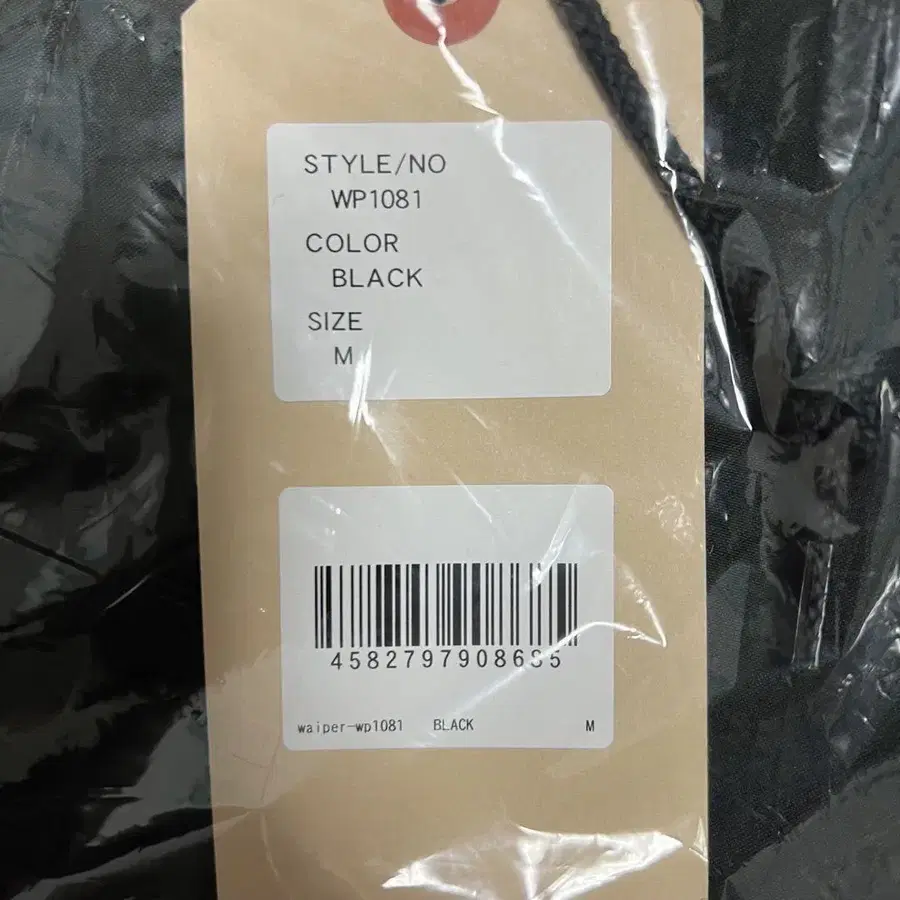 STYLE/NO
WP1081
COLOR
BLACK
SIZE
M
4582797908685
waiper-wp1081 BLACK M